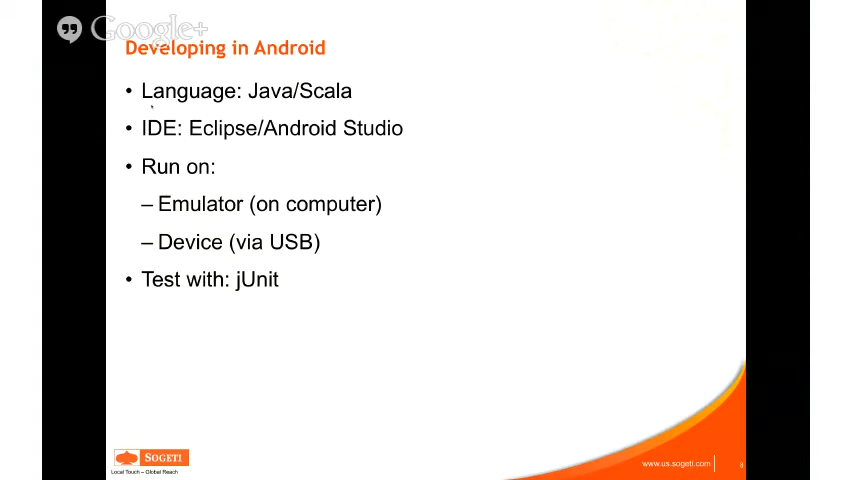 Google+
Developing in Android
• Language: Java/Scala
• IDE: Eclipse/Android Studio
• Run on:
– Emulator (on computer)
– Device (via USB)
• Test with: jUnit
SOGETI
Local Touch – Global Reach
www.us.sogeti.com